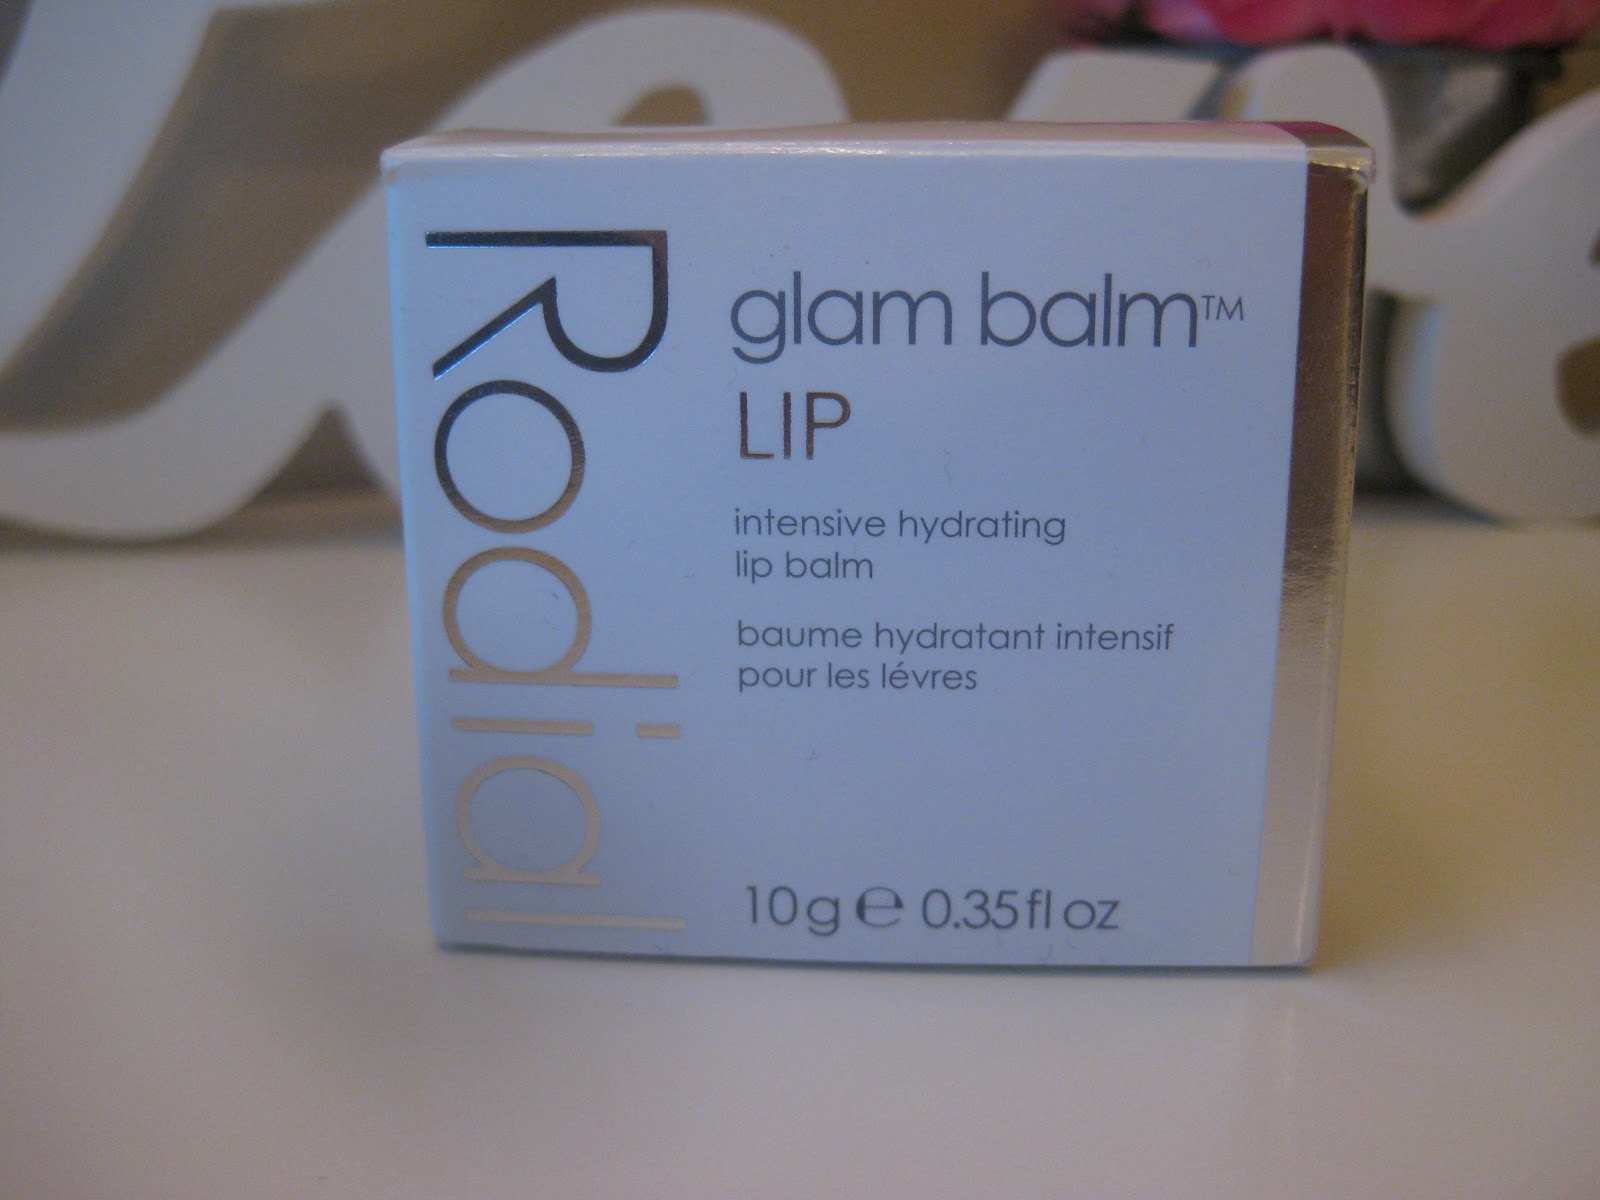 Rodial
glam balm™
LIP
intensive hydrating
lip balm
baume hydratant intensif
pour les lévres
10g ℮ 0.35fl oz